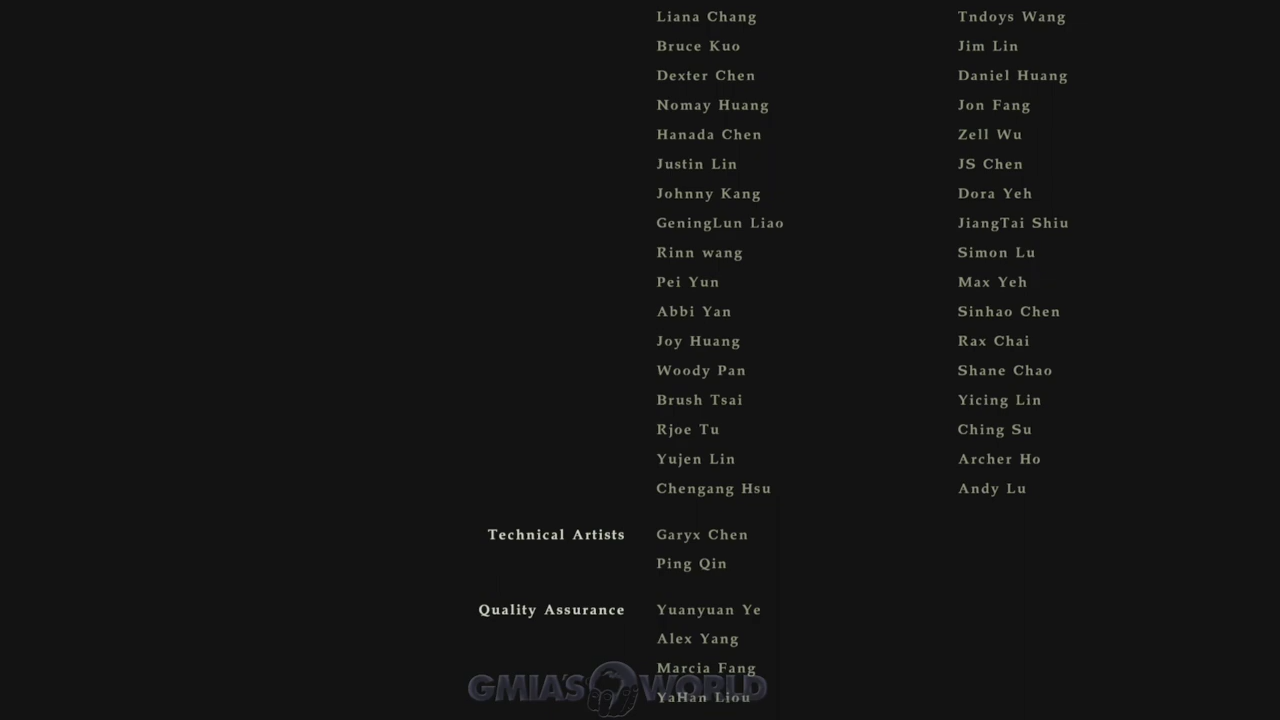 Liana Chang Tndoys Wang
Bruce Kuo Jim Lin
Dexter Chen Daniel Huang
Nomay Huang Jon Fang
Hanada Chen Zell Wu
Justin Lin JS Chen
Johnny Kang Dora Yeh
GeningLun Liao JiangTai Shiu
Rinn wang Simon Lu
Pei Yun Max Yeh
Abbi Yan Sinhao Chen
Joy Huang Rax Chai
Woody Pan Shane Chao
Brush Tsai Yicing Lin
Rjoe Tu Ching Su
Yujen Lin Archer Ho
Chengang Hsu Andy Lu
Technical Artists Garyx Chen
Ping Qin
Quality Assurance Yuanyuan Ye
Alex Yang
Marcia Fang
GMIA'S WORLD
YaHan Liou